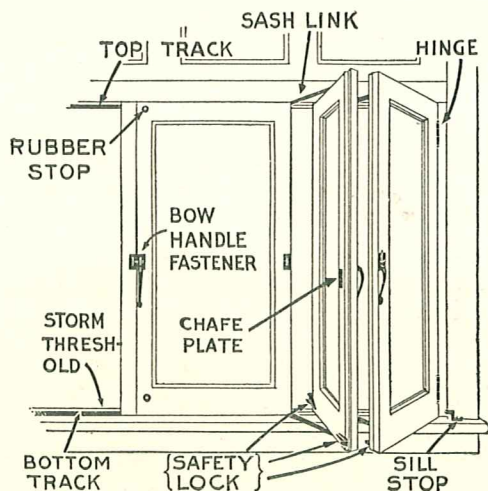 SASH LINK
TOP TRACK
HINGE
RUBBER
STOP
BOW
HANDLE
FASTENER
CHAFE
PLATE
STORM
THRESH-
OLD
BOTTOM
TRACK
{SAFETY}
{LOCK}
SILL
STOP